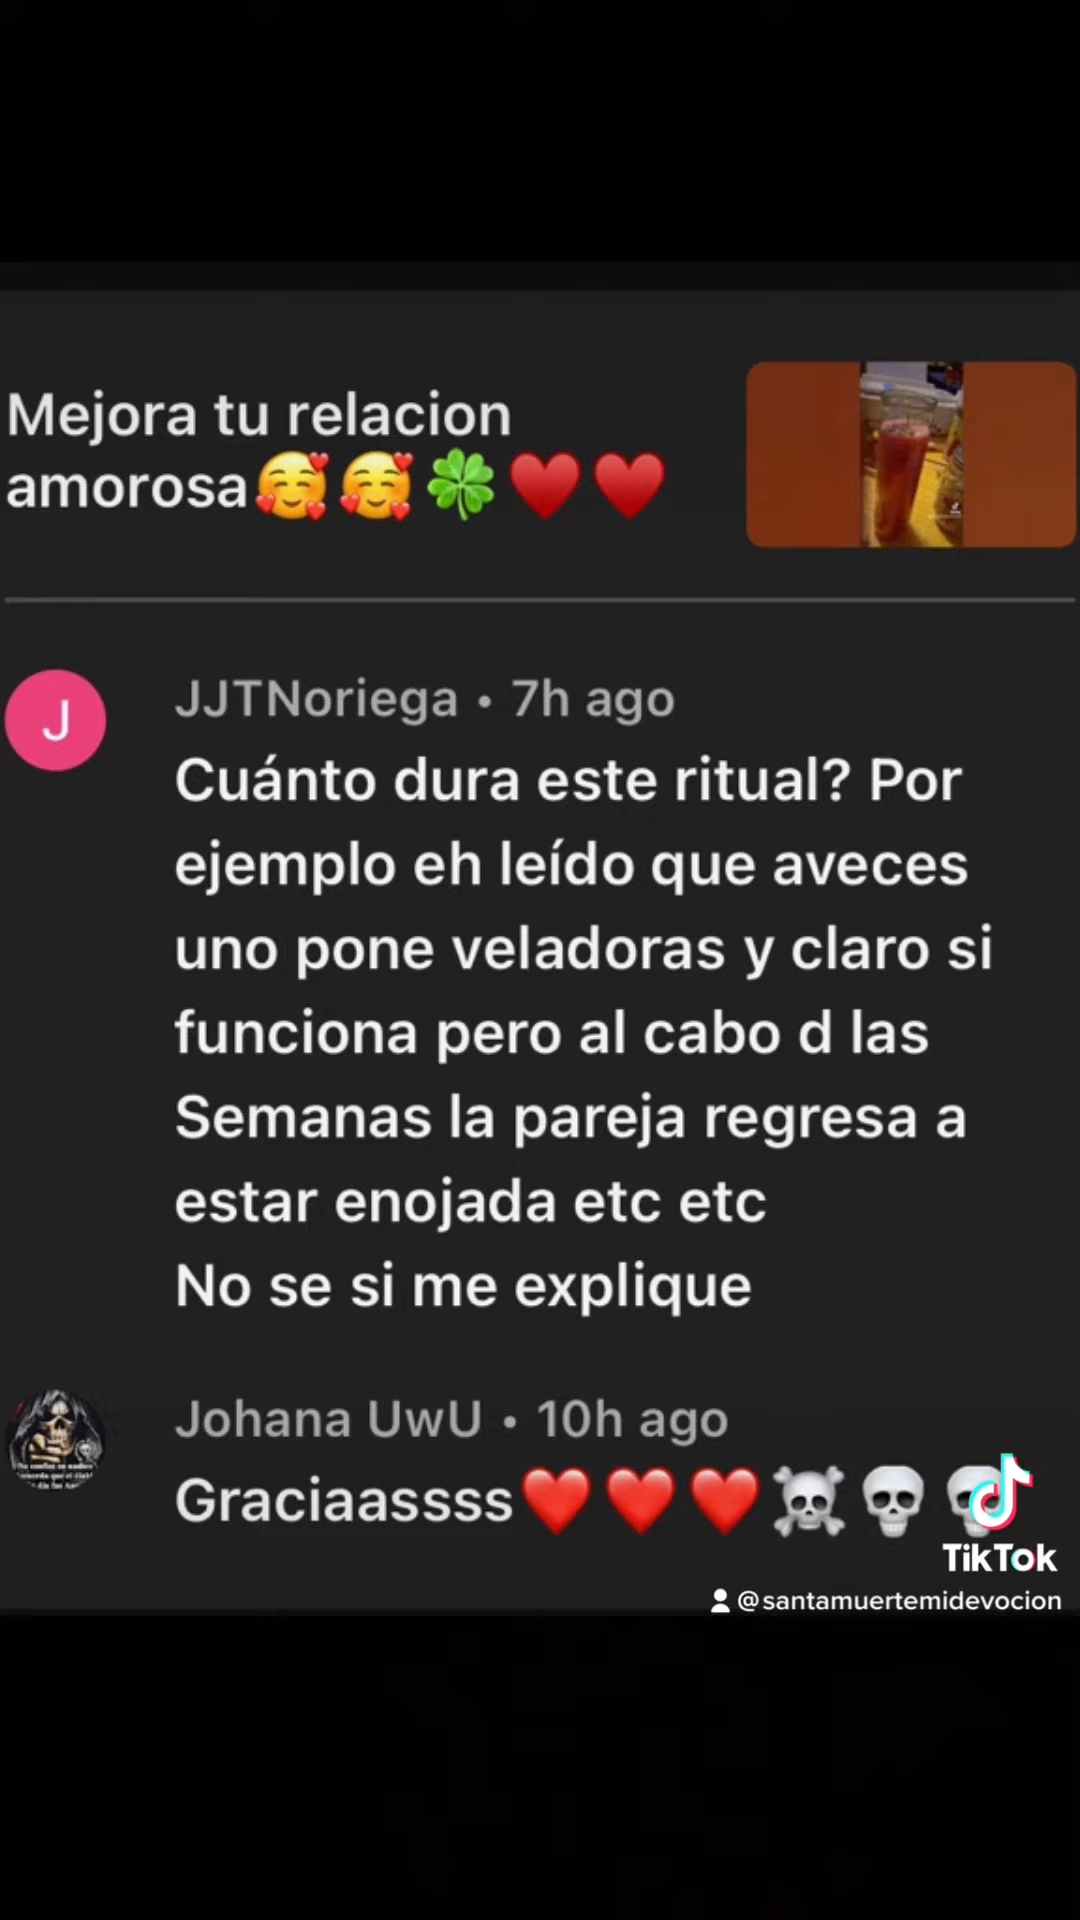 Mejora tu relacion
amorosa🥰🥰🍀♥️♥️
J
JJTNoriega • 7h ago
Cuánto dura este ritual? Por
ejemplo eh leído que aveces
uno pone veladoras y claro si
funciona pero al cabo d las
Semanas la pareja regresa a
estar enojada etc etc
No se si me explique
Johana UwU • 10h ago
Graciaassss❤️❤️❤️☠️💀💀
TikTok
@santamuertemidevocion